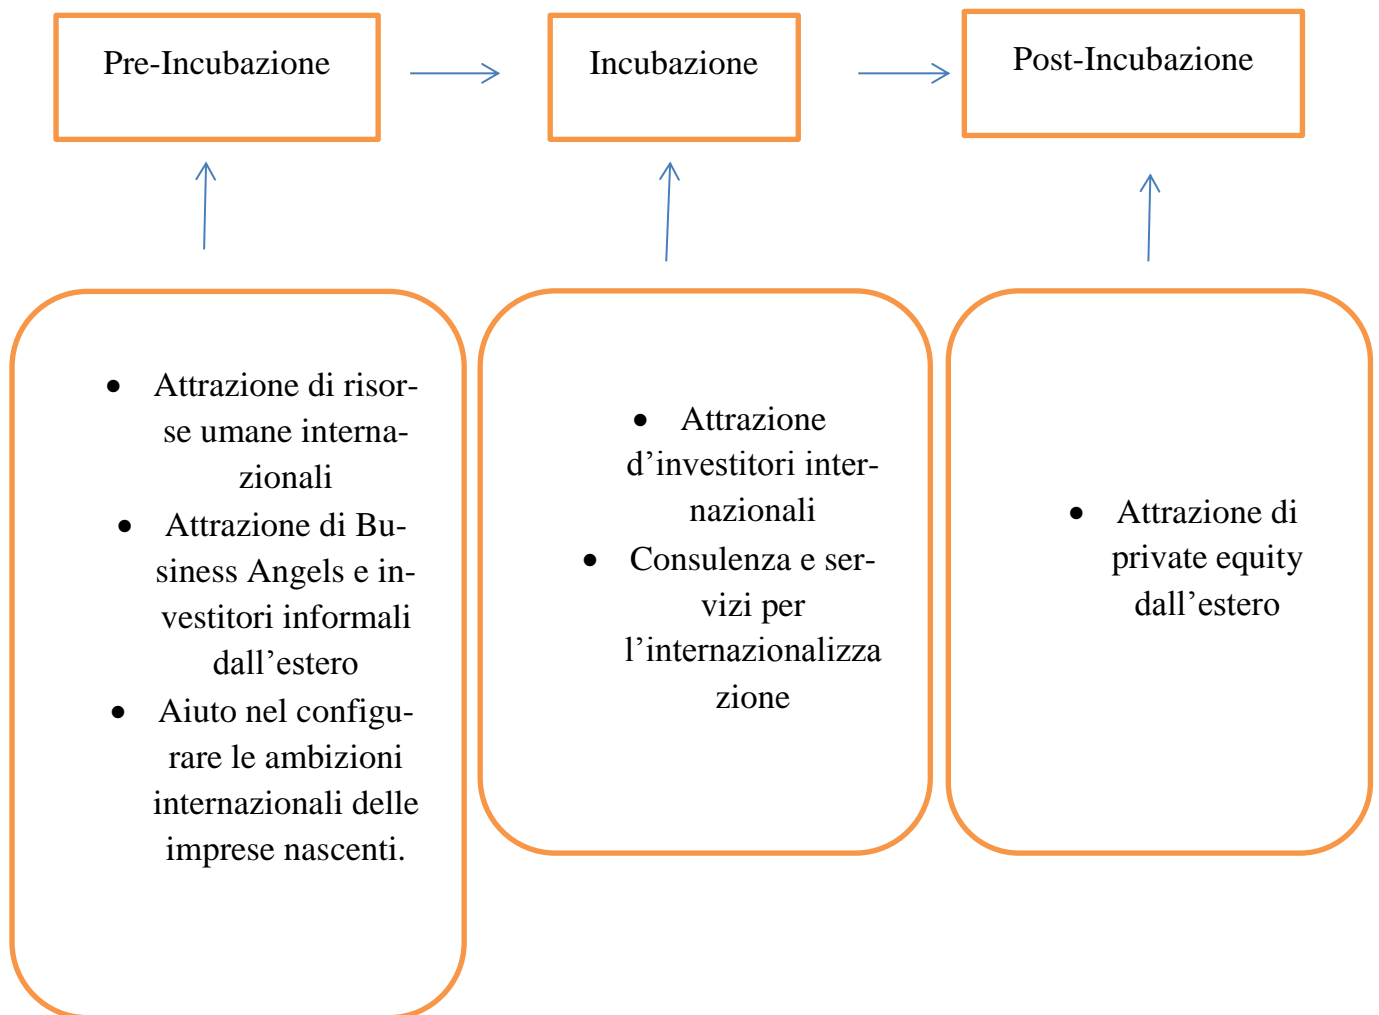 Pre-Incubazione
Incubazione
Post-Incubazione
• Attrazione di risor-
se umane interna-
zionali
• Attrazione di Bu-
siness Angels e in-
vestitori informali
dall’estero
• Aiuto nel configu-
rare le ambizioni
internazionali delle
imprese nascenti.
• Attrazione
d’investitori inter-
nazionali
• Consulenza e ser-
vizi per
l’internazionalizza
zione
• Attrazione di
private equity
dall’estero